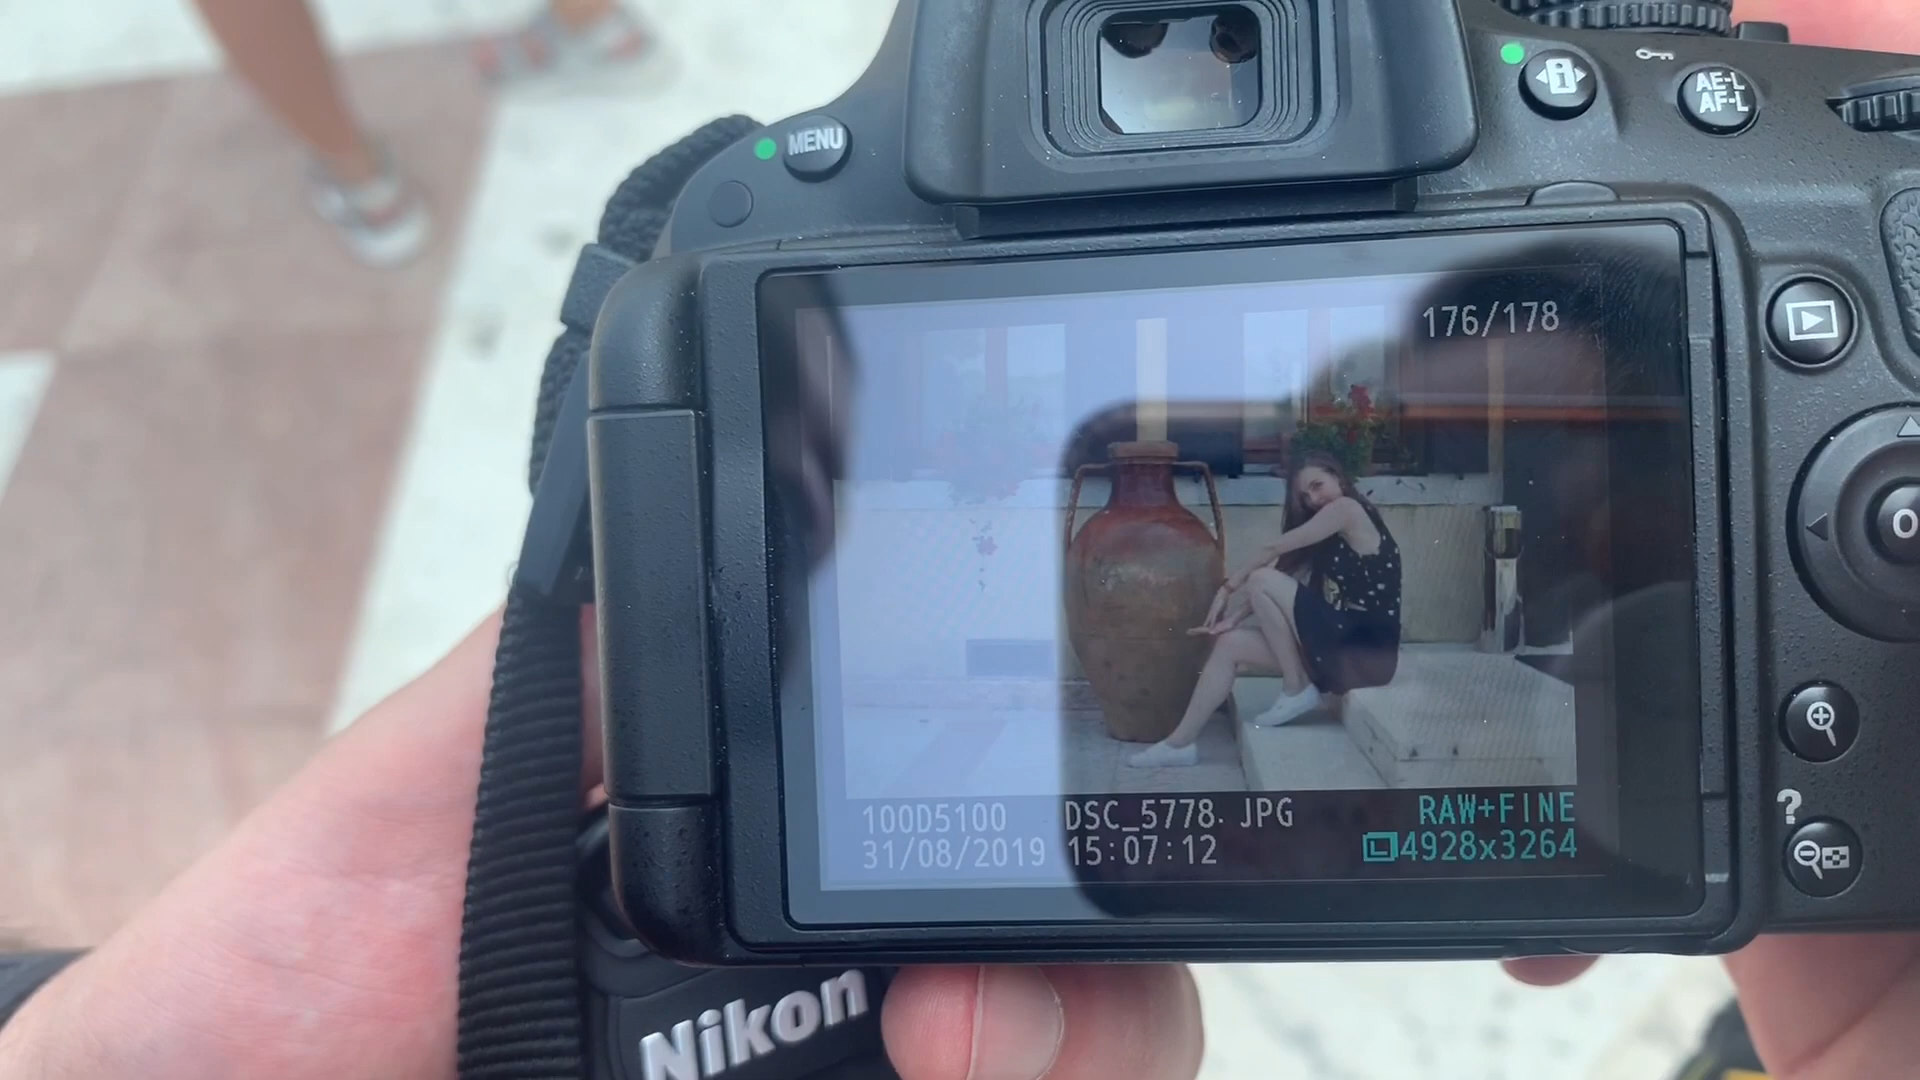 MENU
AE-L
AF-L
176/178
100D5100 DSC_5778.JPG RAW+FINE
31/08/2019 15:07:12 L 4928x3264
?
Nikon